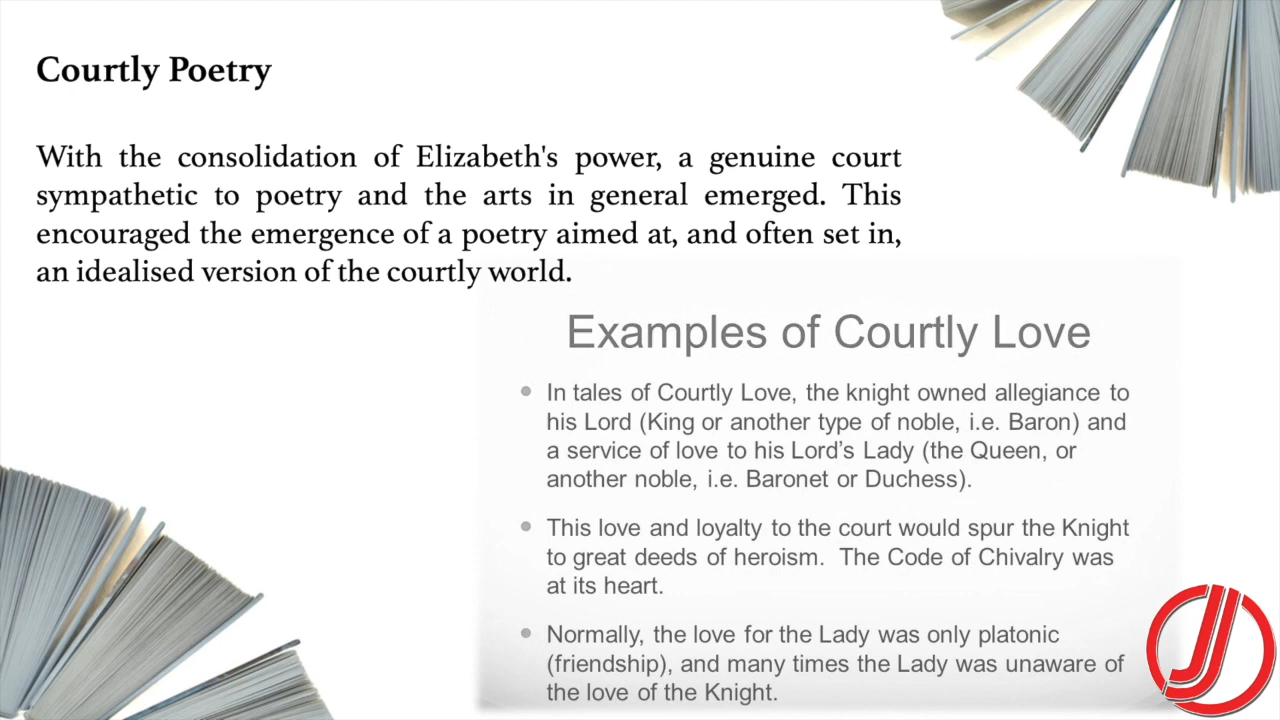 Courtly Poetry
With the consolidation of Elizabeth's power, a genuine court
sympathetic to poetry and the arts in general emerged. This
encouraged the emergence of a poetry aimed at, and often set in,
an idealised version of the courtly world.
Examples of Courtly Love
• In tales of Courtly Love, the knight owned allegiance to
his Lord (King or another type of noble, i.e. Baron) and
a service of love to his Lord’s Lady (the Queen, or
another noble, i.e. Baronet or Duchess).
• This love and loyalty to the court would spur the Knight
to great deeds of heroism.  The Code of Chivalry was
at its heart.
• Normally, the love for the Lady was only platonic
(friendship), and many times the Lady was unaware of
the love of the Knight.